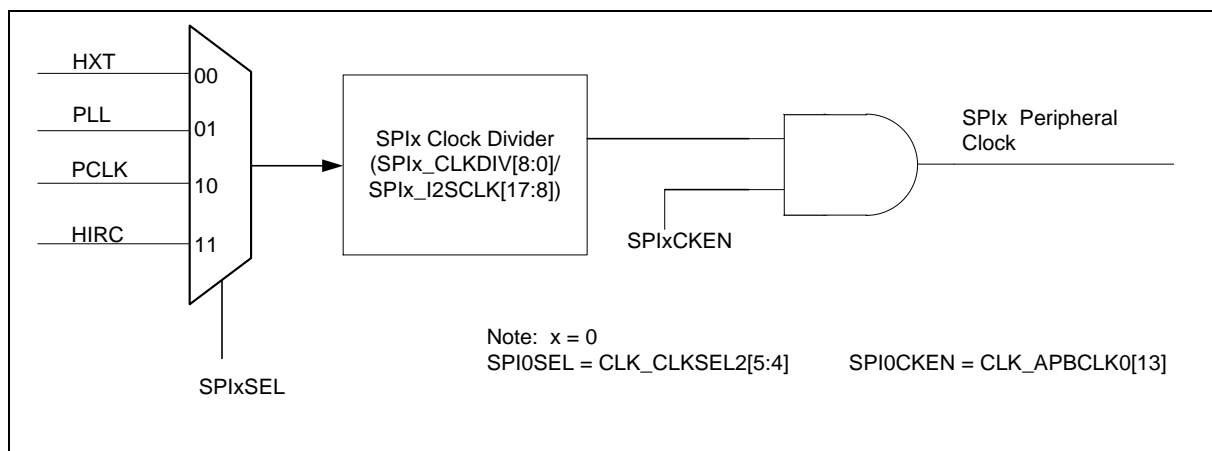 HXT
00
PLL
01
PCLK
10
HIRC
11
SPIxSEL
SPIx Clock Divider
(SPIx_CLKDIV[8:0]/
SPIx_I2SCLK[17:8])
SPIxCKEN
SPIx Peripheral
Clock
Note: x = 0
SPI0SEL = CLK_CLKSEL2[5:4] SPI0CKEN = CLK_APBCLK0[13]